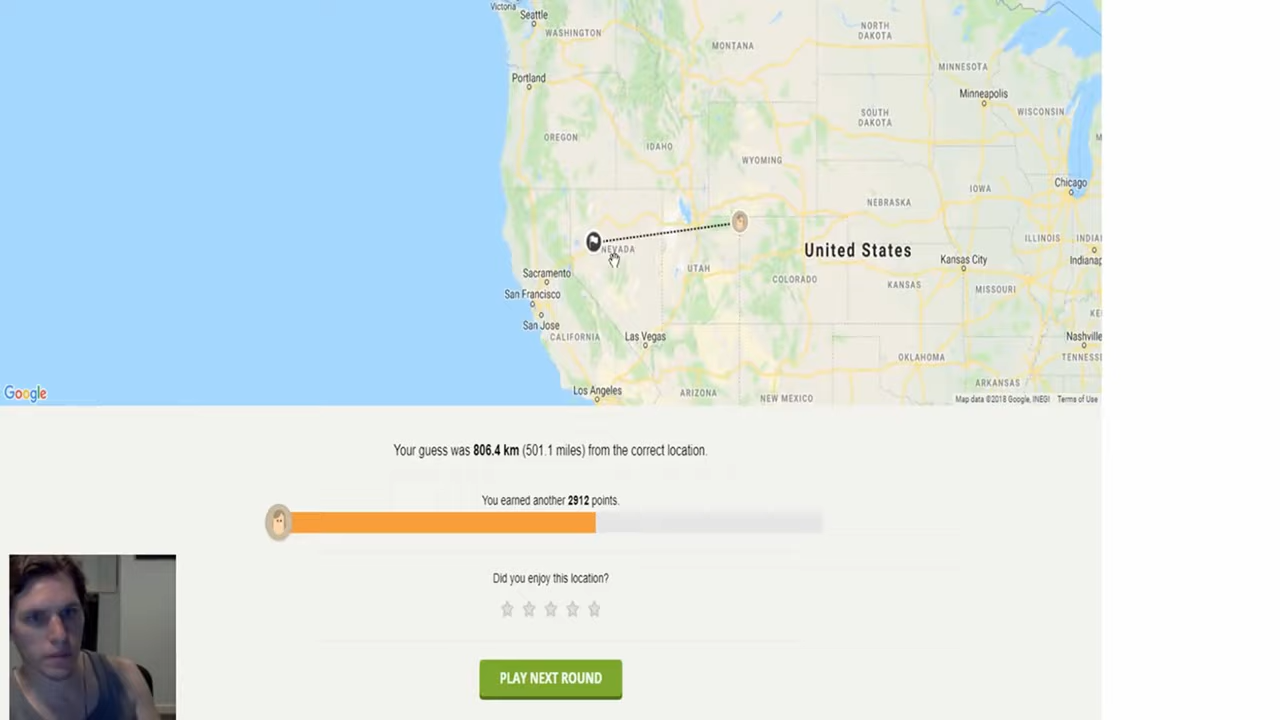 Victoria
Seattle
WASHINGTON
NORTH
DAKOTA
MONTANA
MINNESOTA
Portland
Minneapolis
WISCONSIN
SOUTH
DAKOTA
OREGON
IDAHO
WYOMING
Chicago
IOWA
NEBRASKA
NEVADA
United States
ILLINOIS
INDIA
Indianap
Kansas City
UTAH
Sacramento
COLORADO
KANSAS
MISSOURI
San Francisco
KE
San Jose
CALIFORNIA
Las Vegas
Nashville
TENNESS
OKLAHOMA
Los Angeles
ARIZONA
NEW MEXICO
ARKANSAS
Google
Map data ©2018 Google, INEGI Terms of Use
Your guess was 806.4 km (501.1 miles) from the correct location.
You earned another 2912 points.
Did you enjoy this location?
PLAY NEXT ROUND